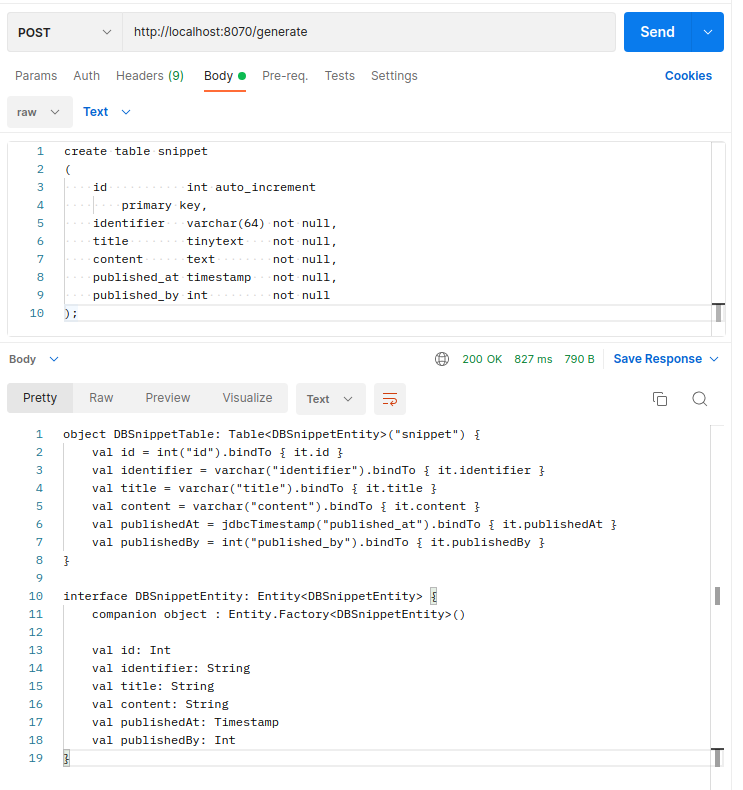 POST http://localhost:8070/generate Send
Params Auth Headers (9) Body Pre-req. Tests Settings Cookies
raw Text
1 create table snippet
2 (
3     id           int auto_increment
4         primary key,
5     identifier   varchar(64) not null,
6     title        tinytext    not null,
7     content      text        not null,
8     published_at timestamp   not null,
9     published_by int         not null
10 );
Body 200 OK 827 ms 790 B Save Response
Pretty Raw Preview Visualize Text
1 object DBSnippetTable: Table<DBSnippetEntity>("snippet") {
2     val id = int("id").bindTo { it.id }
3     val identifier = varchar("identifier").bindTo { it.identifier }
4     val title = varchar("title").bindTo { it.title }
5     val content = varchar("content").bindTo { it.content }
6     val publishedAt = jdbcTimestamp("published_at").bindTo { it.publishedAt }
7     val publishedBy = int("published_by").bindTo { it.publishedBy }
8 }
9
10 interface DBSnippetEntity: Entity<DBSnippetEntity> {
11     companion object : Entity.Factory<DBSnippetEntity>()
12
13     val id: Int
14     val identifier: String
15     val title: String
16     val content: String
17     val publishedAt: Timestamp
18     val publishedBy: Int
19 }